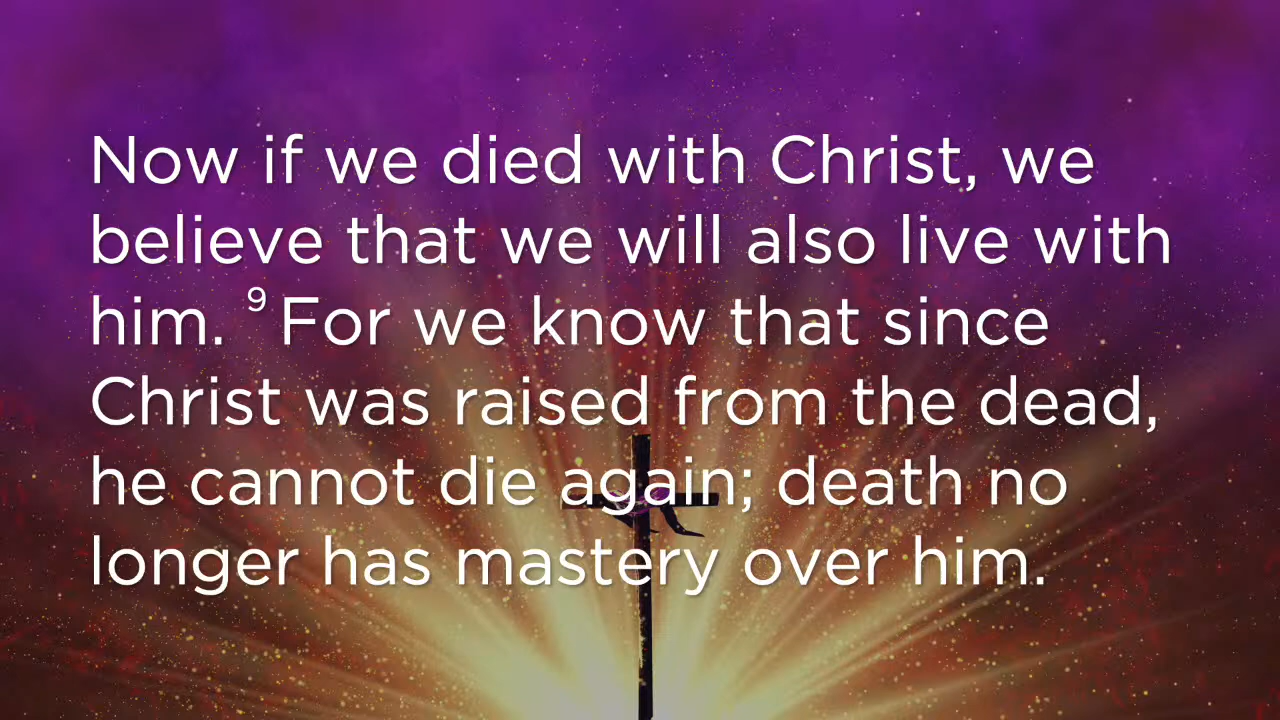 Now if we died with Christ, we
believe that we will also live with
him. ⁹ For we know that since
Christ was raised from the dead,
he cannot die again; death no
longer has mastery over him.